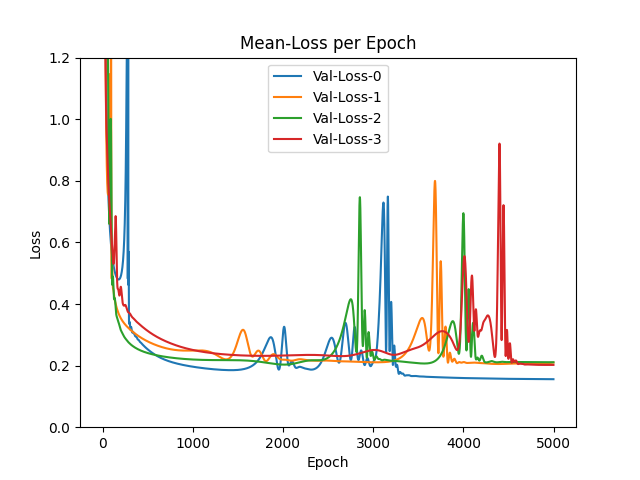 Mean-Loss per Epoch
1.2
1.0
0.8
0.6
0.4
0.2
0.0
Loss
Val-Loss-0
Val-Loss-1
Val-Loss-2
Val-Loss-3
0 1000 2000 3000 4000 5000
Epoch